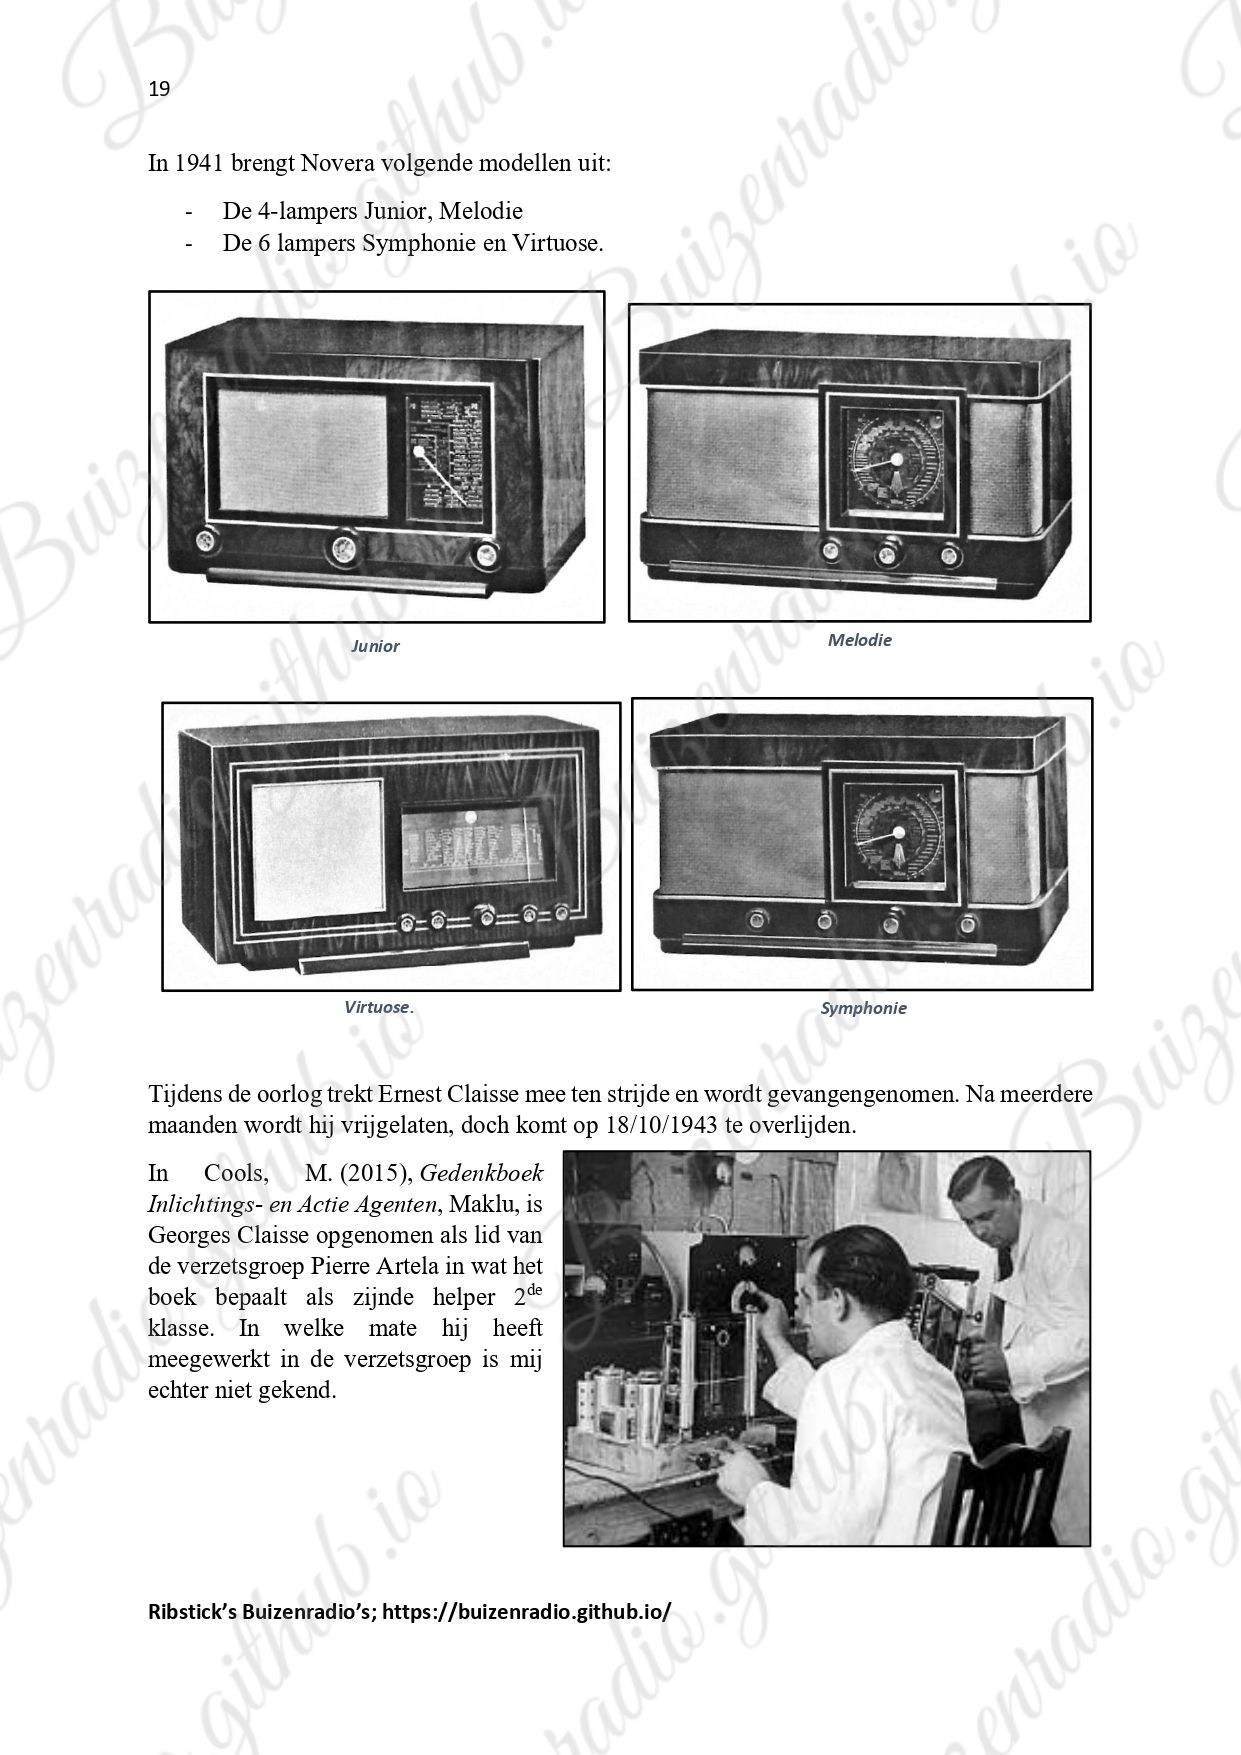 19
In 1941 brengt Novera volgende modellen uit:
- De 4-lampers Junior, Melodie
- De 6 lampers Symphonie en Virtuose.
Junior
Melodie
Virtuose.
Symphonie
Tijdens de oorlog trekt Ernest Claisse mee ten strijde en wordt gevangengenomen. Na meerdere
maanden wordt hij vrijgelaten, doch komt op 18/10/1943 te overlijden.
In Cools, M. (2015), Gedenkboek
Inlichtings- en Actie Agenten, Maklu, is
Georges Claisse opgenomen als lid van
de verzetsgroep Pierre Artela in wat het
boek bepaalt als zijnde helper 2de
klasse. In welke mate hij heeft
meegewerkt in de verzetsgroep is mij
echter niet gekend.
Ribstick’s Buizenradio’s; https://buizenradio.github.io/
Buizenradio.github.io